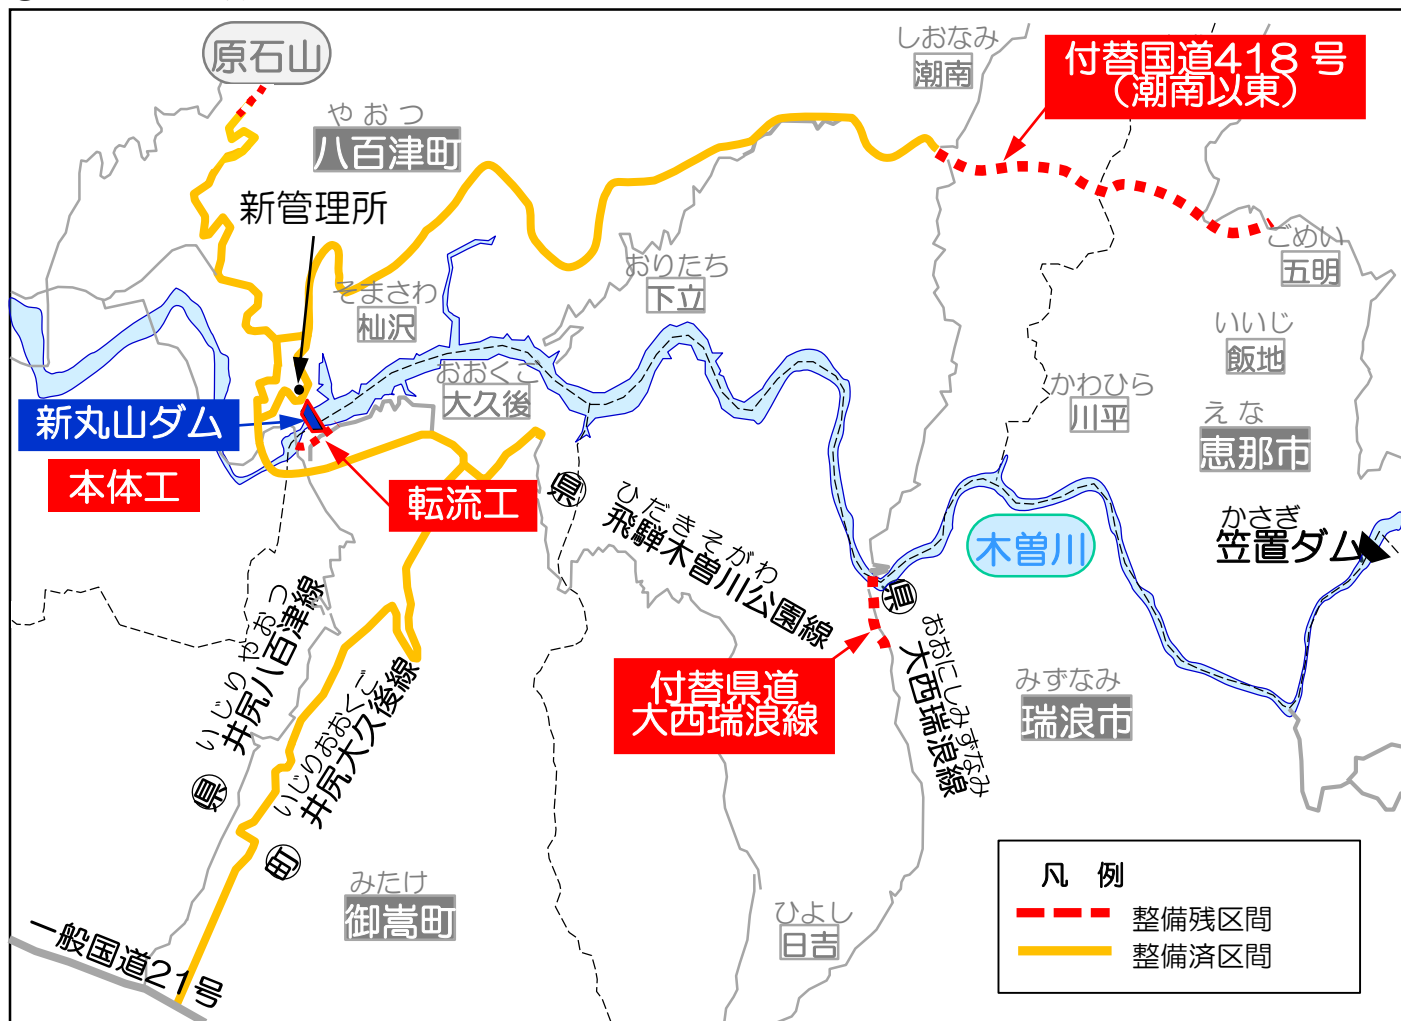 原石山
しおなみ
潮南
付替国道418号
（潮南以東）
やおつ
八百津町
新管理所
ごめい
五明
おりたち
下立
そまさわ
杣沢
いいじ
飯地
おおくご
大久後
かわひら
川平
えな
恵那市
新丸山ダム
本体工
転流工
県
ひだきそがわ
飛騨木曽川公園線
木曽川
かさぎ
笠置ダム
県
おおにしみずなみ
大西瑞浪線
いじりやおつ
井尻八百津線
県
いじりおおくご
井尻大久後線
町
付替県道
大西瑞浪線
みずなみ
瑞浪市
みたけ
御嵩町
ひよし
日吉
一般国道21号
凡例
整備残区間
整備済区間